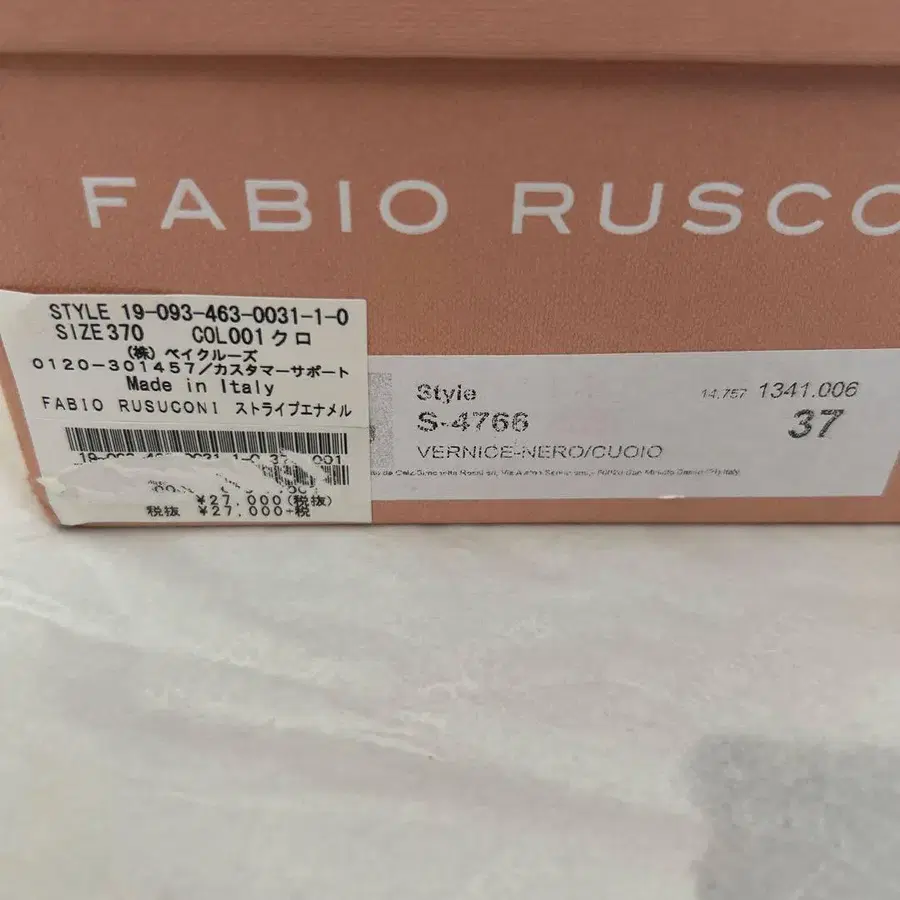 FABIO RUSCO
STYLE 19-093-463-0031-1-0
SIZE 370 COL001クロ
(株) ベイクルーズ
0120-301457/カスタマーサポート
Made in Italy
FABIO RUSUCONI ストライプエナメル
¥27,000(税抜)
税抜 ¥27,000+税
Style
S-4766
VERNICE-NERO/CUOIO
14.757 1341.006
37